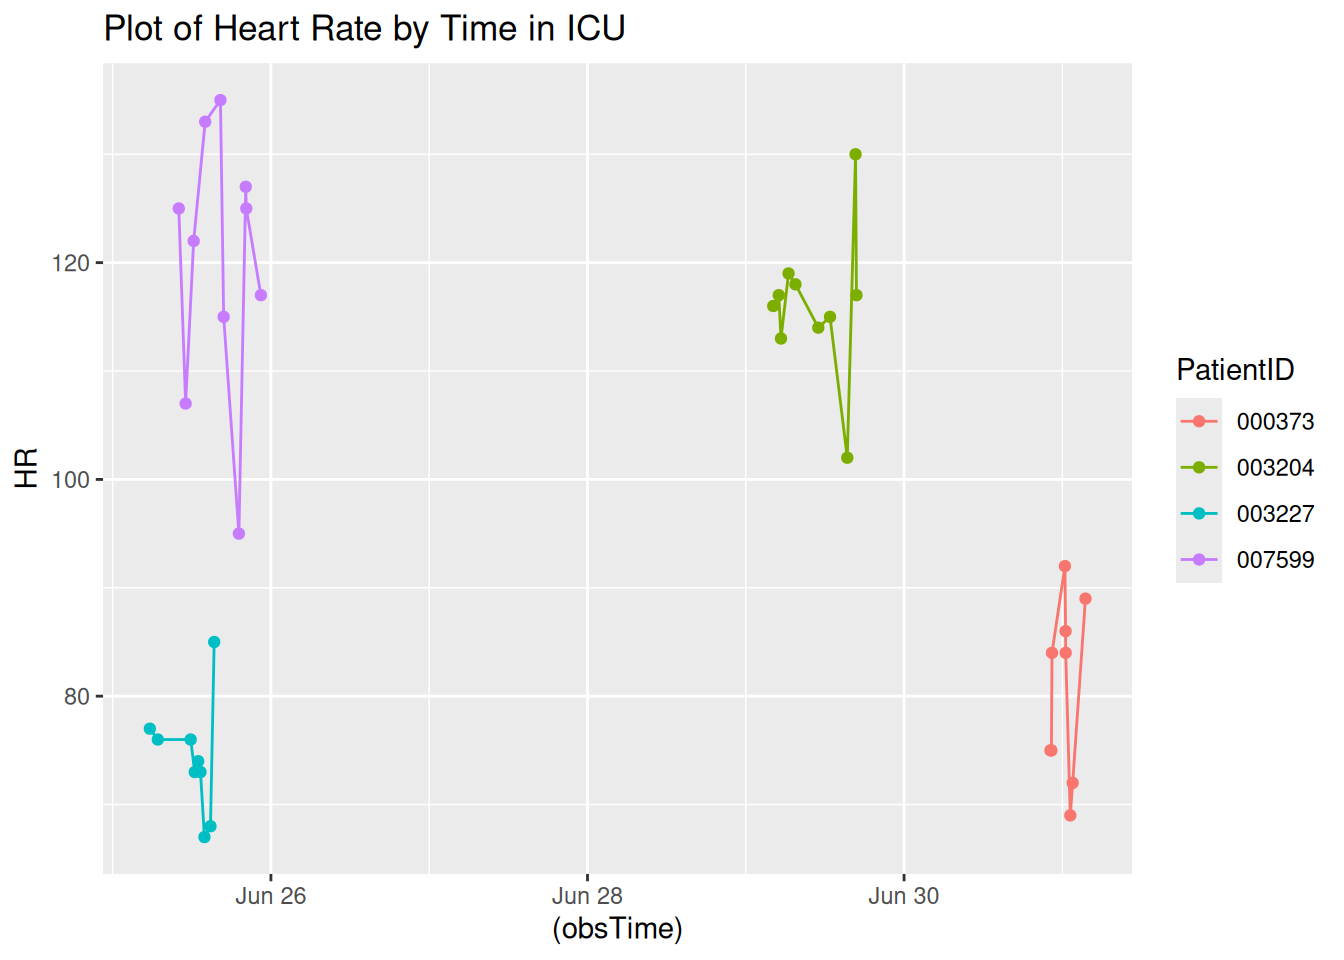 Plot of Heart Rate by Time in ICU
120
100
80
HR
Jun 26
Jun 28
Jun 30
(obsTime)
PatientID
000373
003204
003227
007599